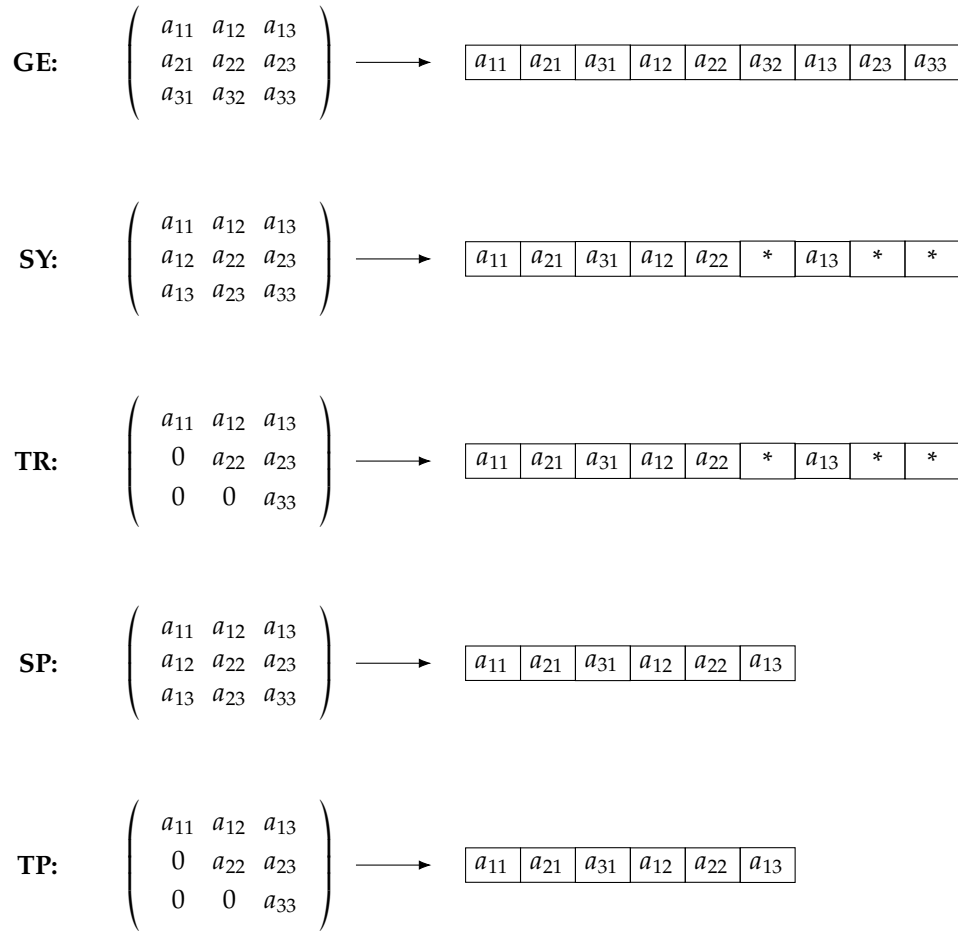 a11 a12 a13
GE: a21 a22 a23 a11 a21 a31 a12 a22 a32 a13 a23 a33
a31 a32 a33
a11 a12 a13
SY: a12 a22 a23 a11 a21 a31 a12 a22 * a13 * *
a13 a23 a33
a11 a12 a13
TR: 0 a22 a23 a11 a21 a31 a12 a22 * a13 * *
0 0 a33
a11 a12 a13
SP: a12 a22 a23 a11 a21 a31 a12 a22 a13
a13 a23 a33
a11 a12 a13
TP: 0 a22 a23 a11 a21 a31 a12 a22 a13
0 0 a33